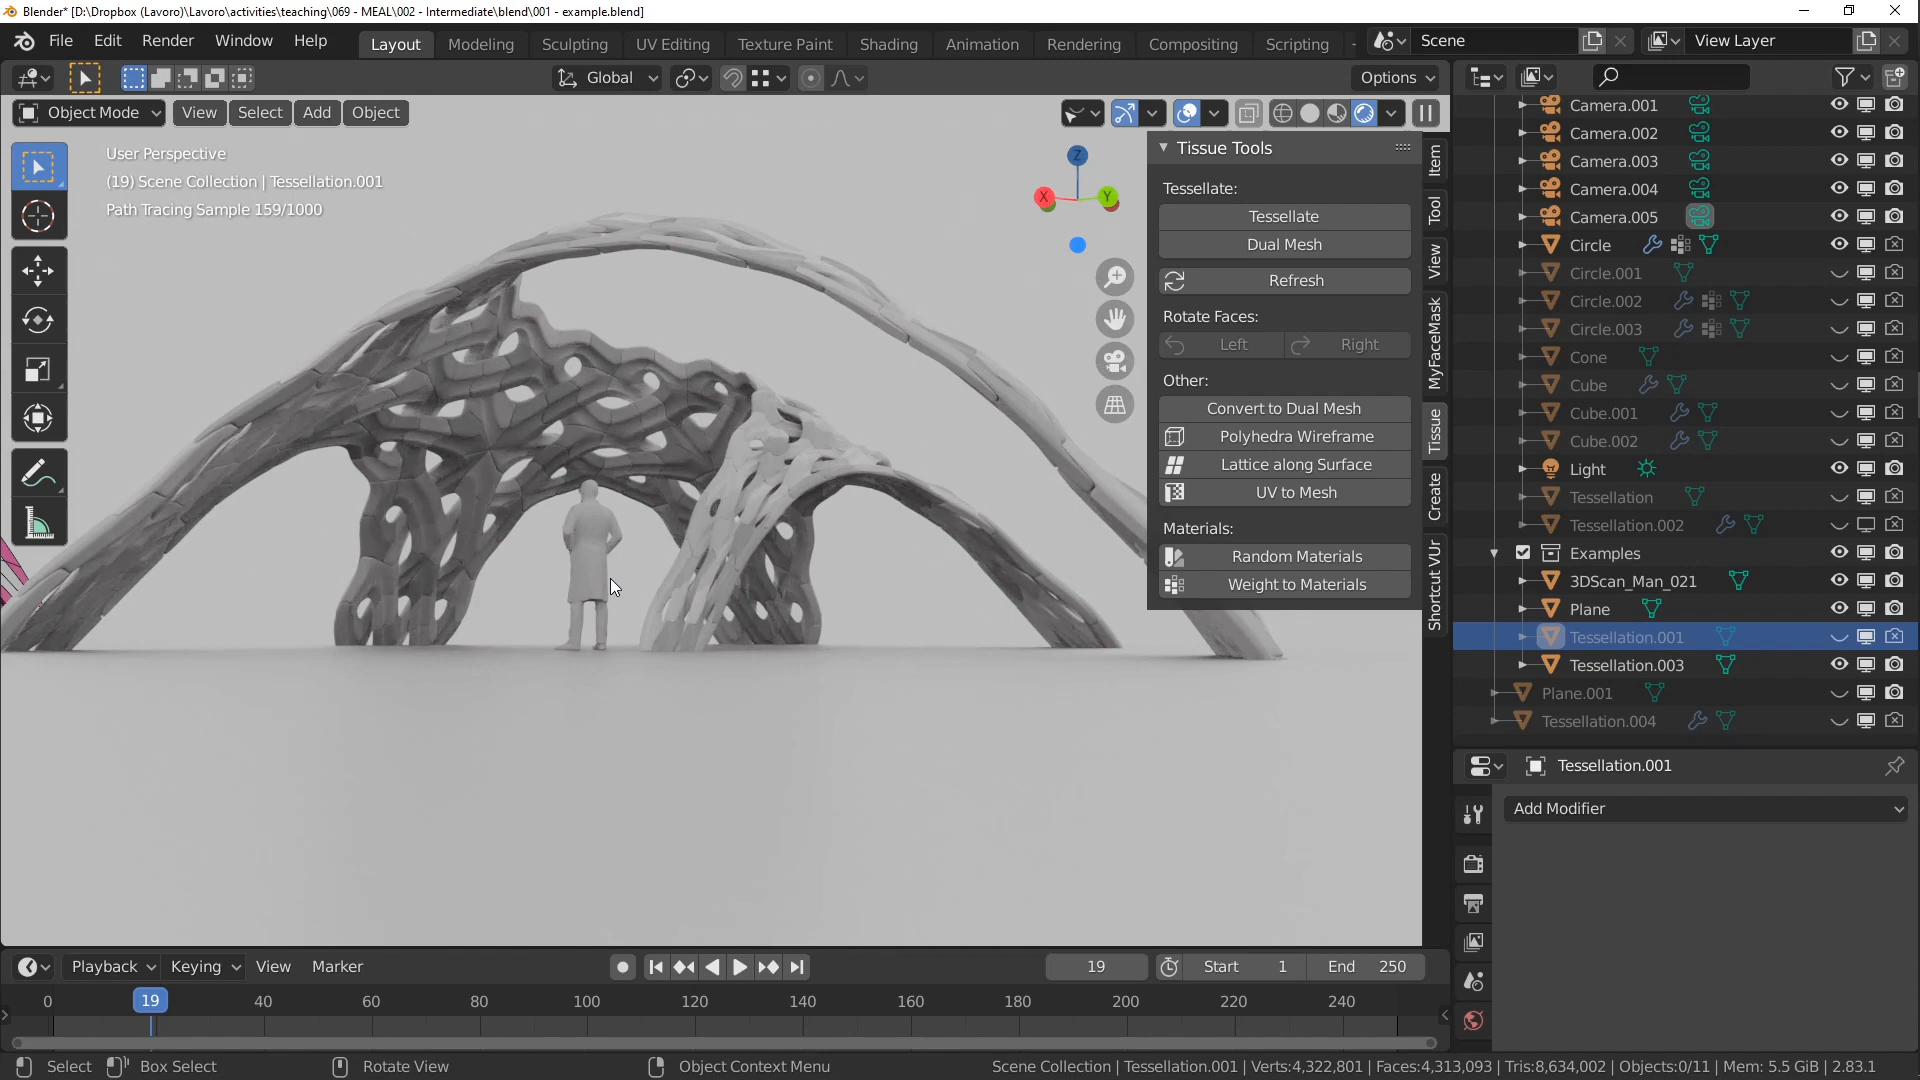 Blender* [D:\Dropbox (Lavoro)\Lavoro\activities\teaching\069 - MEAL\002 - Intermediate\blend\001 - example.blend]
File Edit Render Window Help Layout Modeling Sculpting UV Editing Texture Paint Shading Animation Rendering Compositing Scripting Scene View Layer
Global Options
Object Mode View Select Add Object
User Perspective
(19) Scene Collection | Tessellation.001
Path Tracing Sample 159/1000
Z
X
Y
Tissue Tools
Tessellate:
Tessellate
Dual Mesh
Refresh
Rotate Faces:
Left Right
Other:
Convert to Dual Mesh
Polyhedra Wireframe
Lattice along Surface
UV to Mesh
Materials:
Random Materials
Weight to Materials
Item
Tool
View
MyFaceMask
Tissue
Create
Shortcut VUr
Camera.001
Camera.002
Camera.003
Camera.004
Camera.005
Circle
Circle.001
Circle.002
Circle.003
Cone
Cube
Cube.001
Cube.002
Light
Tessellation
Tessellation.002
Examples
3DScan_Man_021
Plane
Tessellation.001
Tessellation.003
Plane.001
Tessellation.004
Tessellation.001
Add Modifier
Playback Keying View Marker 19 Start 1 End 250
0 19 40 60 80 100 120 140 160 180 200 220 240
Select Box Select Rotate View Object Context Menu Scene Collection | Tessellation.001 | Verts:4,322,801 | Faces:4,313,093 | Tris:8,634,002 | Objects:0/11 | Mem: 5.5 GiB | 2.83.1